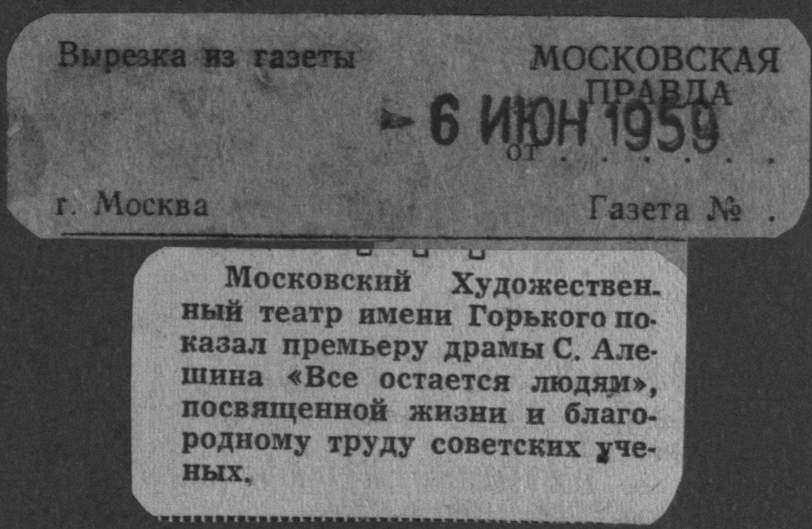 Вырезка из газеты
МОСКОВСКАЯ
ПРАВДА
- 6 ИЮН 1959
от . . . . . .
г. Москва
Газета № .
Московский Художествен-
ный театр имени Горького по-
казал премьеру драмы С. Але-
шина «Все остается людям»,
посвященной жизни и благо-
родному труду советских уче-
ных.